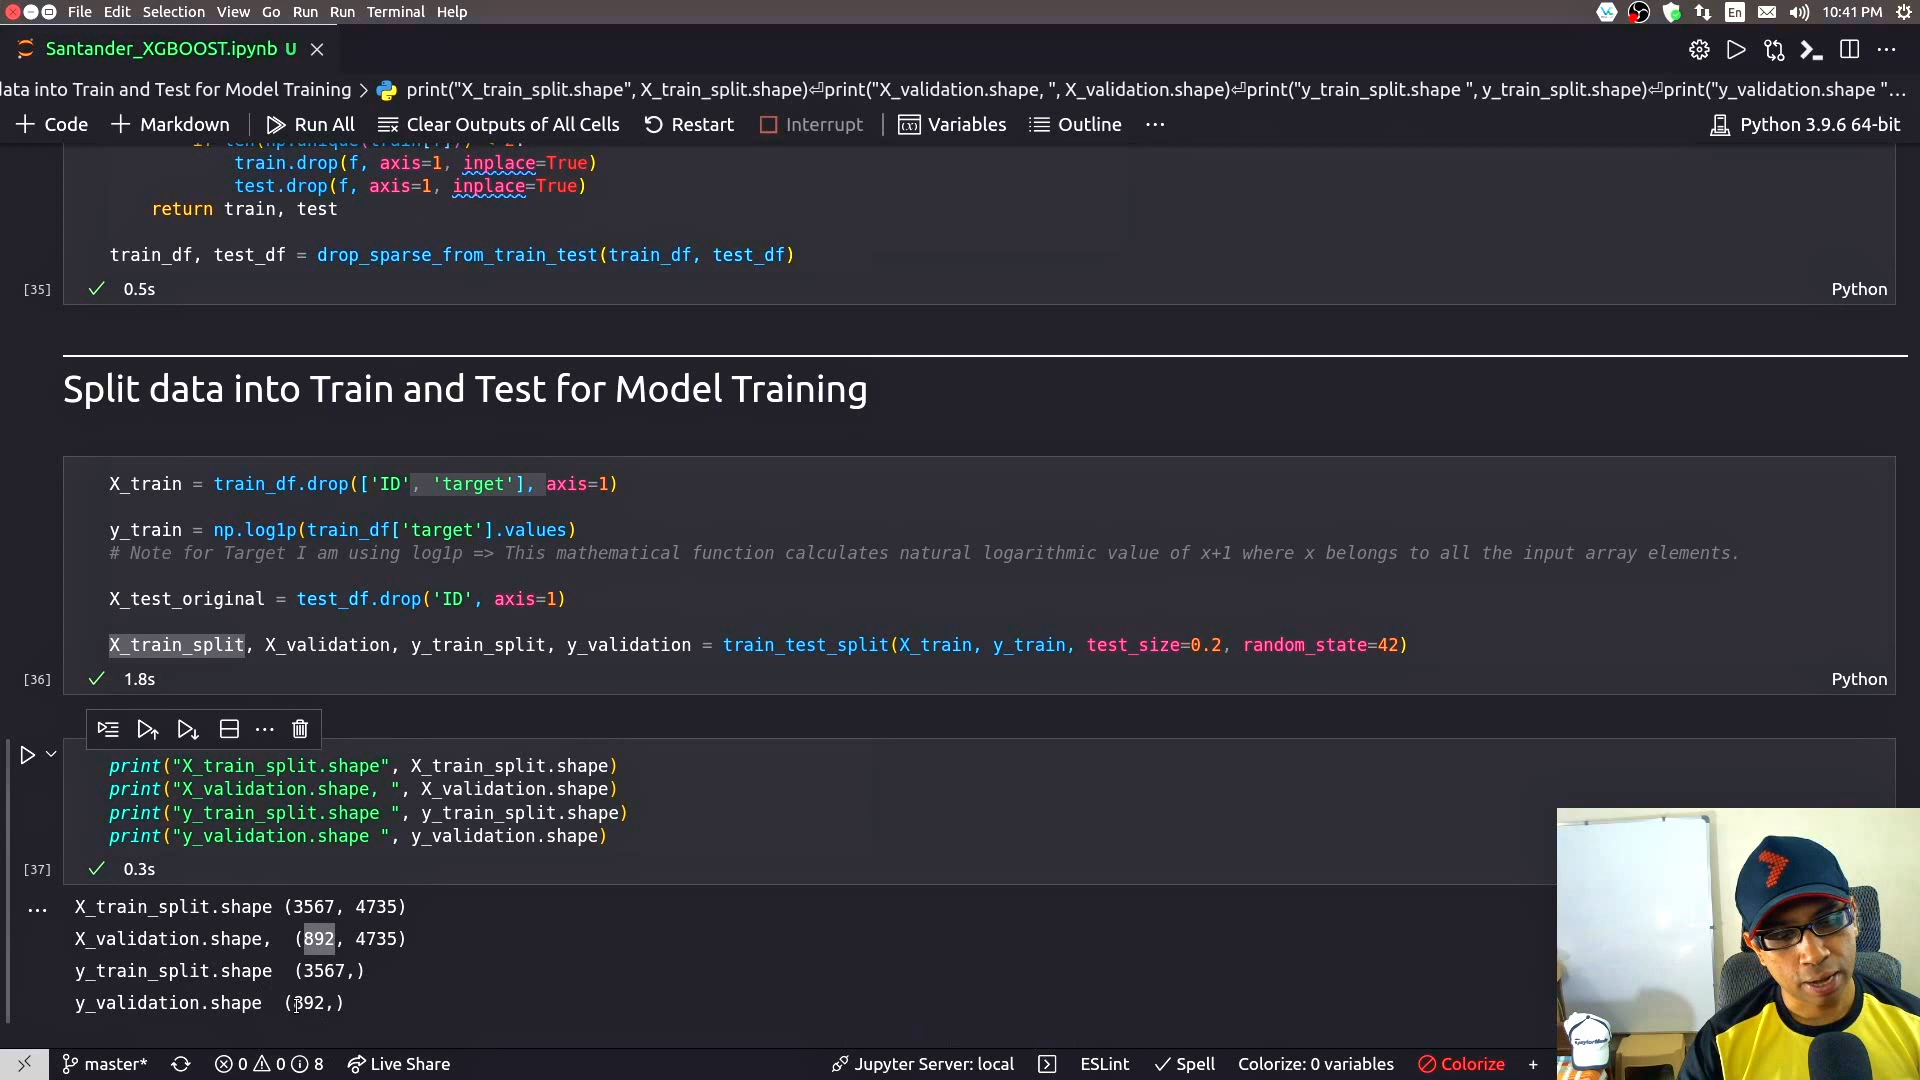 File Edit Selection View Go Run Run Terminal Help
En 10:41 PM
Santander_XGBOOST.ipynb U
data into Train and Test for Model Training > print("X_train_split.shape", X_train_split.shape)⏎print("X_validation.shape, ", X_validation.shape)⏎print("y_train_split.shape ", y_train_split.shape)⏎print("y_validation.shape "...
+ Code + Markdown Run All Clear Outputs of All Cells Restart Interrupt Variables Outline ... Python 3.9.6 64-bit
train.drop(f, axis=1, inplace=True)
test.drop(f, axis=1, inplace=True)
return train, test
train_df, test_df = drop_sparse_from_train_test(train_df, test_df)
[35] 0.5s Python
Split data into Train and Test for Model Training
X_train = train_df.drop(['ID', 'target'], axis=1)
y_train = np.log1p(train_df['target'].values)
# Note for Target I am using log1p => This mathematical function calculates natural logarithmic value of x+1 where x belongs to all the input array elements.
X_test_original = test_df.drop('ID', axis=1)
X_train_split, X_validation, y_train_split, y_validation = train_test_split(X_train, y_train, test_size=0.2, random_state=42)
[36] 1.8s Python
print("X_train_split.shape", X_train_split.shape)
print("X_validation.shape, ", X_validation.shape)
print("y_train_split.shape ", y_train_split.shape)
print("y_validation.shape ", y_validation.shape)
[37] 0.3s
X_train_split.shape (3567, 4735)
X_validation.shape,  (892, 4735)
y_train_split.shape  (3567,)
y_validation.shape  (892,)
master* 0 0 8 Live Share Jupyter Server: local ESLint Spell Colorize: 0 variables Colorize +